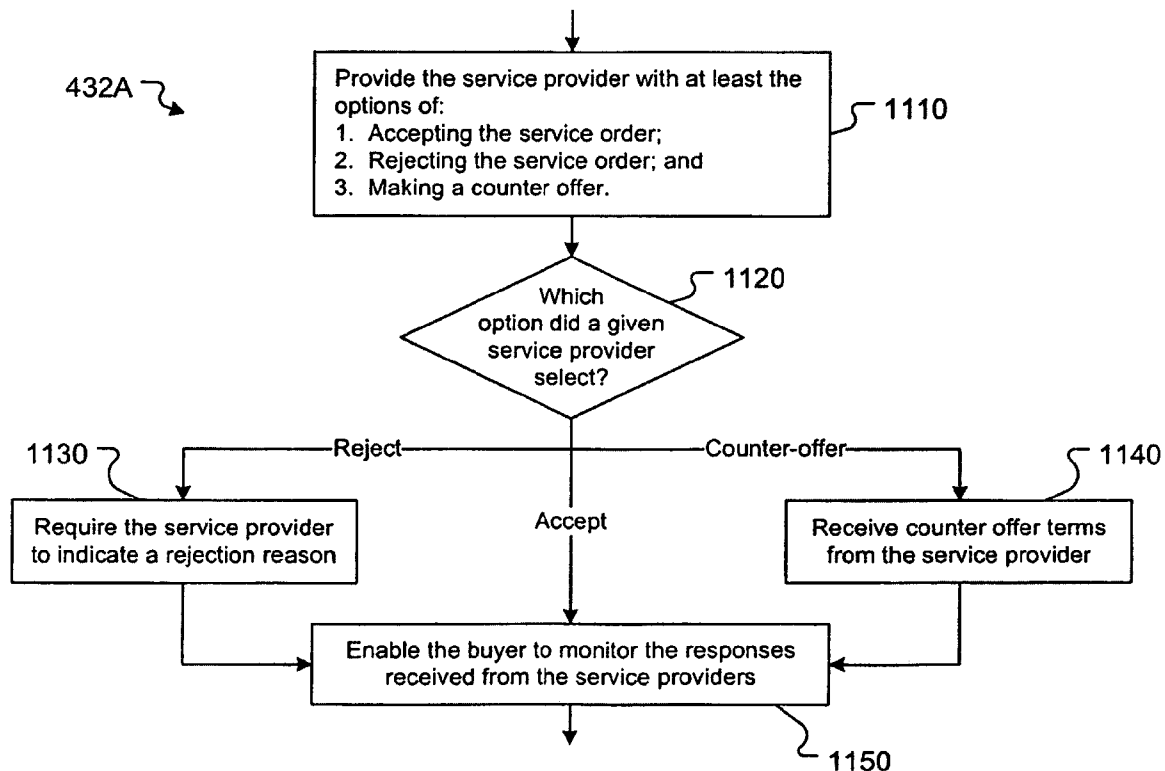 432A
Provide the service provider with at least the
options of:
1. Accepting the service order;
2. Rejecting the service order; and
3. Making a counter offer.
1110
1120
Which
option did a given
service provider
select?
Reject
Counter-offer
1130
1140
Accept
Require the service provider
to indicate a rejection reason
Receive counter offer terms
from the service provider
Enable the buyer to monitor the responses
received from the service providers
1150